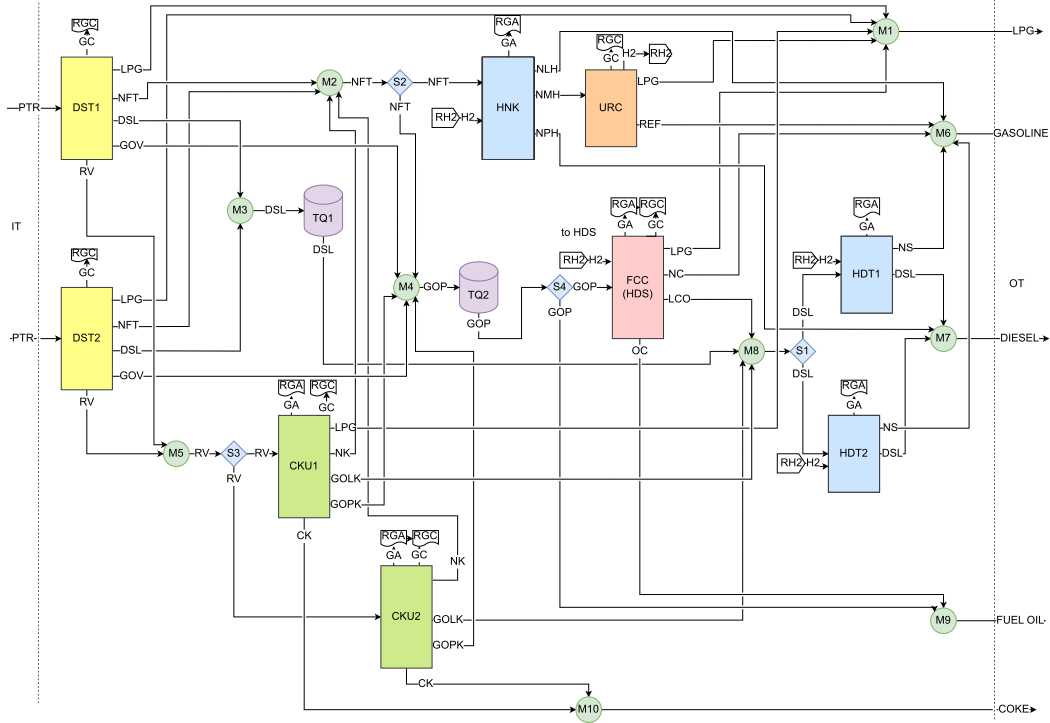 RGC
GC
LPG
NFT
DSL
GOV
PTR
DST1
RV
IT
RGC
GC
LPG
NFT
DSL
GOV
PTR
DST2
RV
M2
NFT
S2
NFT
NFT
M3
DSL
TQ1
DSL
M4
GOP
TQ2
GOP
RGA
GA
HNK
RH2
H2
NLH
NMH
NPH
RGC
GC
H2
RH2
URC
LPG
REF
M1
LPG
M6
GASOLINE
to HDS
RH2
H2
S4
GOP
GOP
RGA
GA
RGC
GC
FCC
(HDS)
LPG
NC
LCO
OC
M8
S1
DSL
DSL
RGA
GA
RH2
H2
HDT1
NS
DSL
OT
M7
DIESEL
RGA
GA
RH2
H2
HDT2
NS
DSL
M5
RV
S3
RV
RV
RGA
GA
RGC
GC
CKU1
LPG
NK
GOLK
GOPK
CK
RGA
GA
RGC
GC
CKU2
NK
GOLK
GOPK
CK
M9
FUEL OIL
M10
COKE